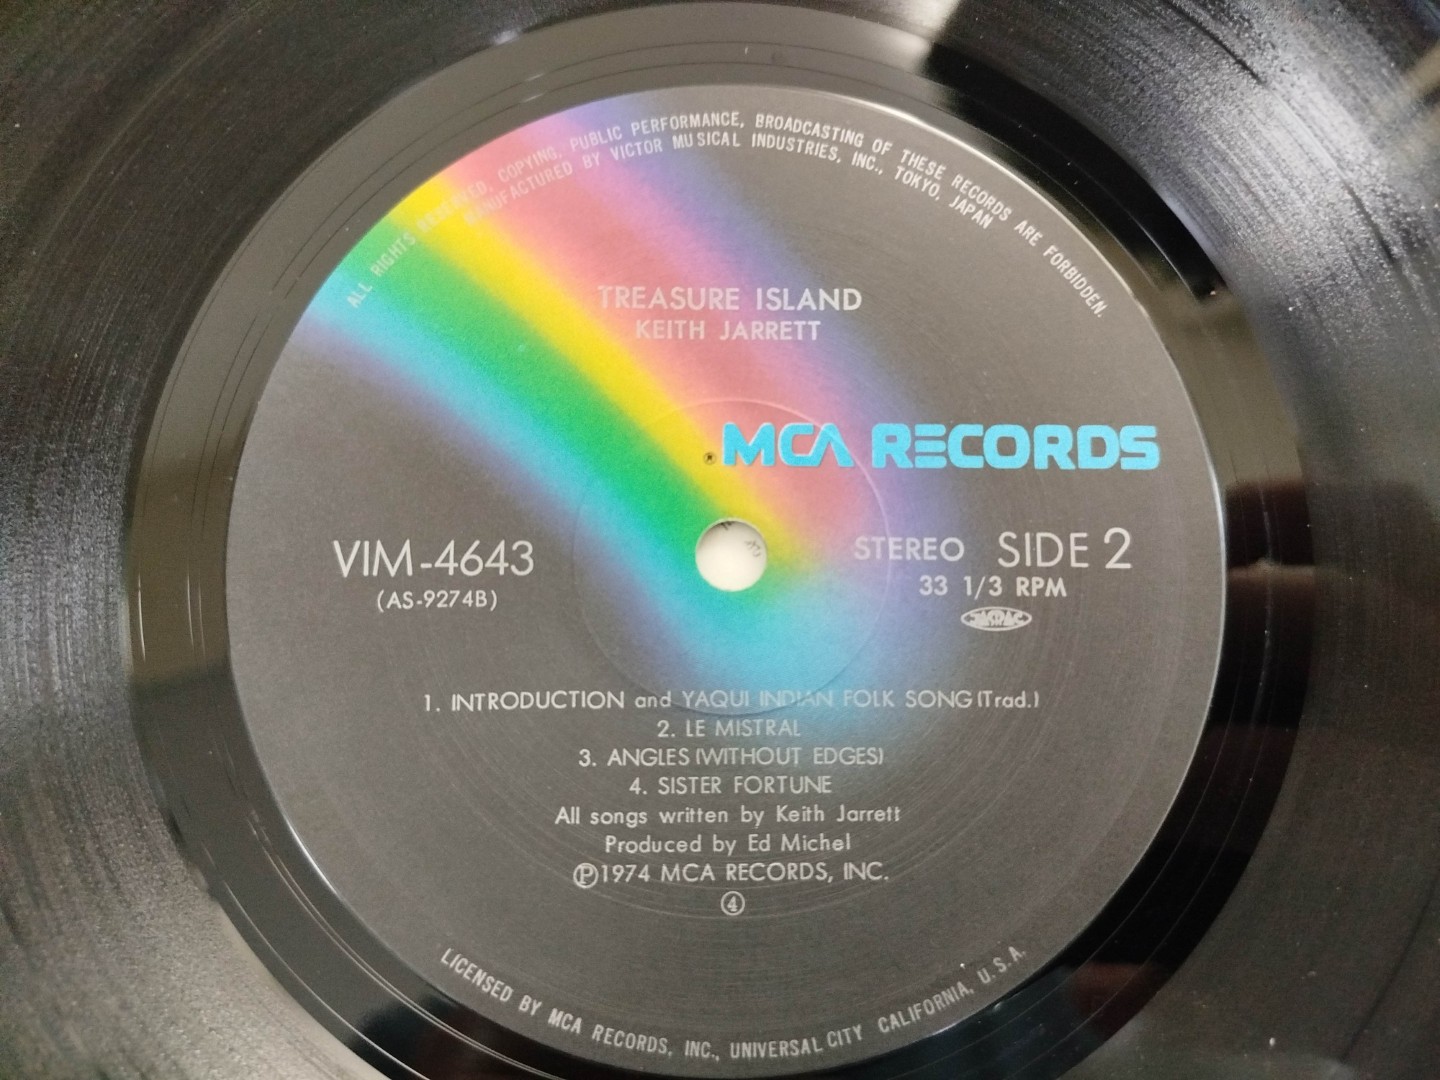 ALL RIGHTS RESERVED. COPYING, PUBLIC PERFORMANCE, BROADCASTING OF THESE RECORDS ARE FORBIDDEN.
MANUFACTURED BY VICTOR MUSICAL INDUSTRIES, INC., TOKYO, JAPAN
TREASURE ISLAND
KEITH JARRETT
® MCA RECORDS
VIM-4643
(AS-9274B)
STEREO SIDE 2
33 1/3 RPM
JASRAC
1. INTRODUCTION and YAQUI INDIAN FOLK SONG (Trad.)
2. LE MISTRAL
3. ANGLES (WITHOUT EDGES)
4. SISTER FORTUNE
All songs written by Keith Jarrett
Produced by Ed Michel
Ⓟ1974 MCA RECORDS, INC.
④
LICENSED BY MCA RECORDS, INC., UNIVERSAL CITY CALIFORNIA, U.S.A.